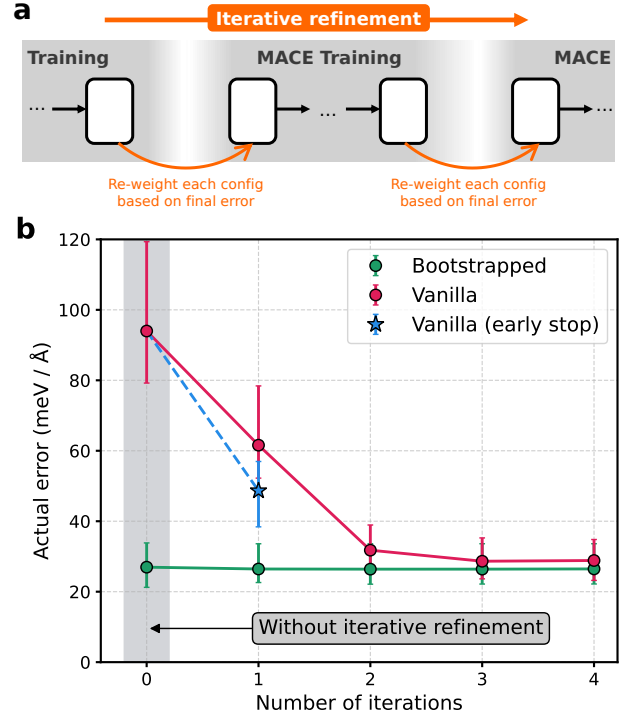 a
Iterative refinement
Training
MACE
Training
MACE
...
...
...
...
Re-weight each config
based on final error
Re-weight each config
based on final error
b
120
100
80
60
40
20
0
Actual error (meV / Å)
Bootstrapped
Vanilla
Vanilla (early stop)
Without iterative refinement
0
1
2
3
4
Number of iterations